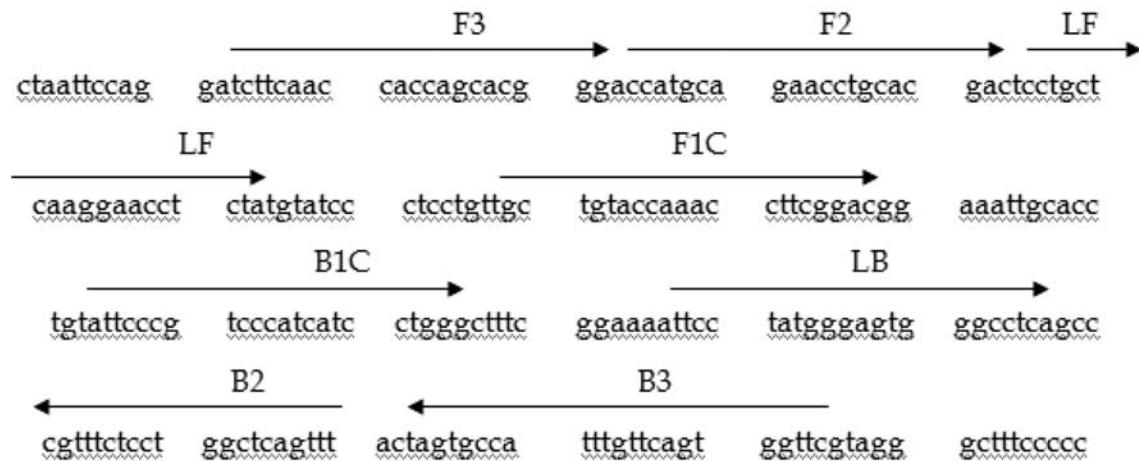 F3 F2 LF
ctaattccag gatcttcaac caccagcacg ggaccatgca gaacctgcac gactcctgct
LF F1C
caaggaacct ctatgtatcc ctcctgttgc tgtaccaaac cttcggacgg aaattgcacc
B1C LB
tgtattcccg tcccatcatc ctgggctttc ggaaaattcc tatgggagtg ggcctcagcc
B2 B3
cgtttctcct ggctcagttt actagtgcca tttgttcagt ggttcgtagg gctttccccc